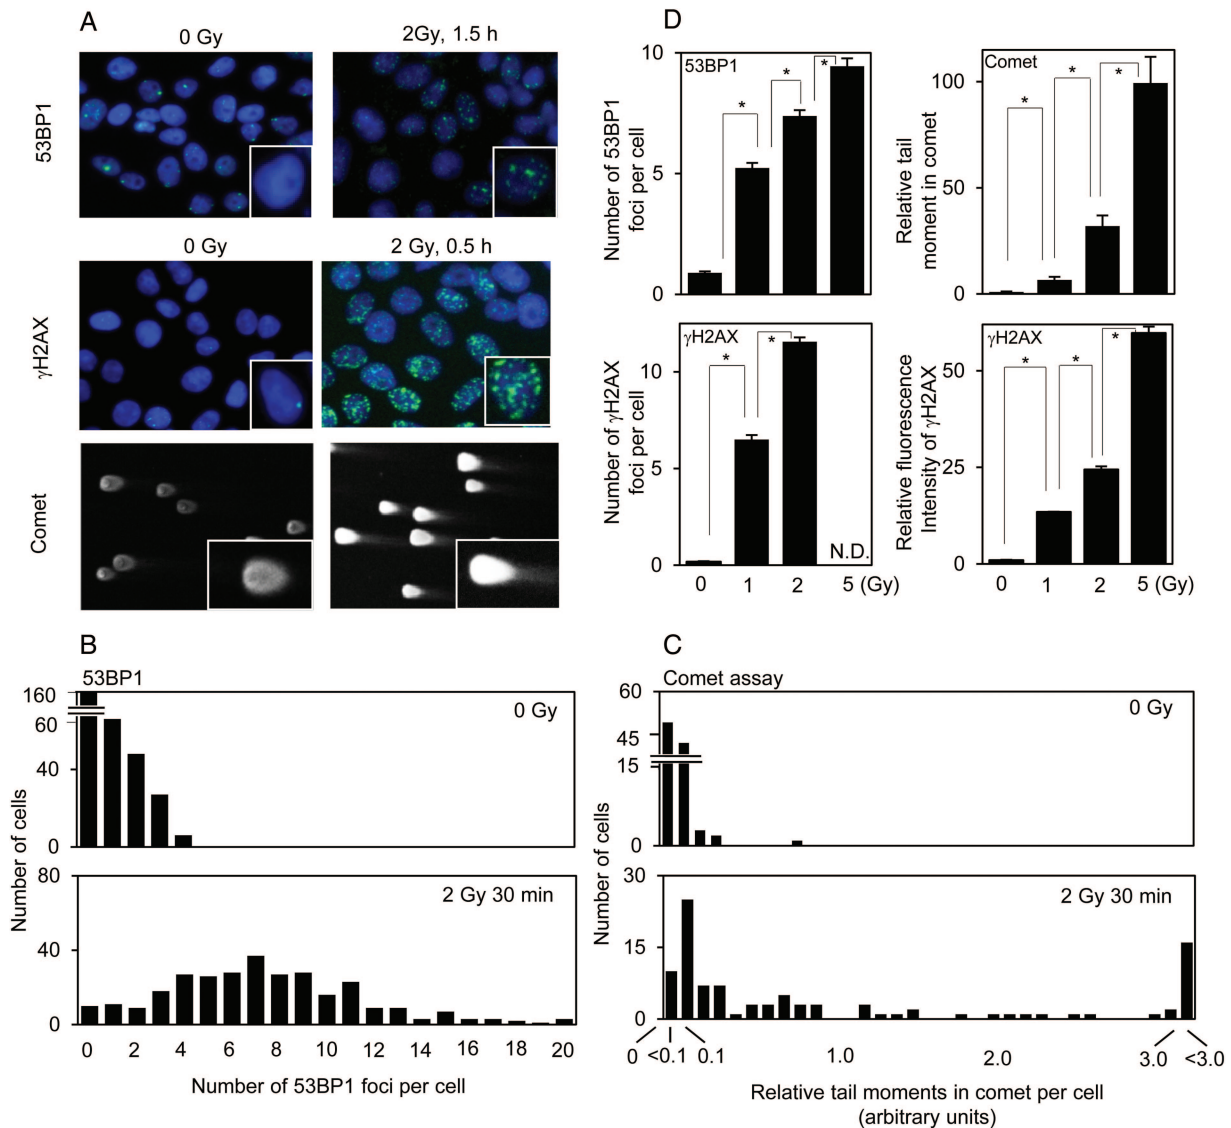 A
0 Gy
2Gy, 1.5 h
53BP1
0 Gy
2 Gy, 0.5 h
γH2AX
Comet
D
53BP1
10
5
0
Number of 53BP1
foci per cell
*
*
*
Comet
100
50
0
Relative tail
moment in comet
*
*
*
γH2AX
10
5
0
Number of γH2AX
foci per cell
*
*
N.D.
0 1 2 5 (Gy)
γH2AX
50
25
0
Relative fluorescence
Intensity of γH2AX
*
*
*
0 1 2 5 (Gy)
B
53BP1
0 Gy
160
60
40
0
2 Gy 30 min
80
40
0
Number of cells
0 2 4 6 8 10 12 14 16 18 20
Number of 53BP1 foci per cell
C
Comet assay
0 Gy
60
45
15
0
2 Gy 30 min
30
15
0
Number of cells
0 <0.1 0.1 1.0 2.0 3.0 <3.0
Relative tail moments in comet per cell
(arbitrary units)